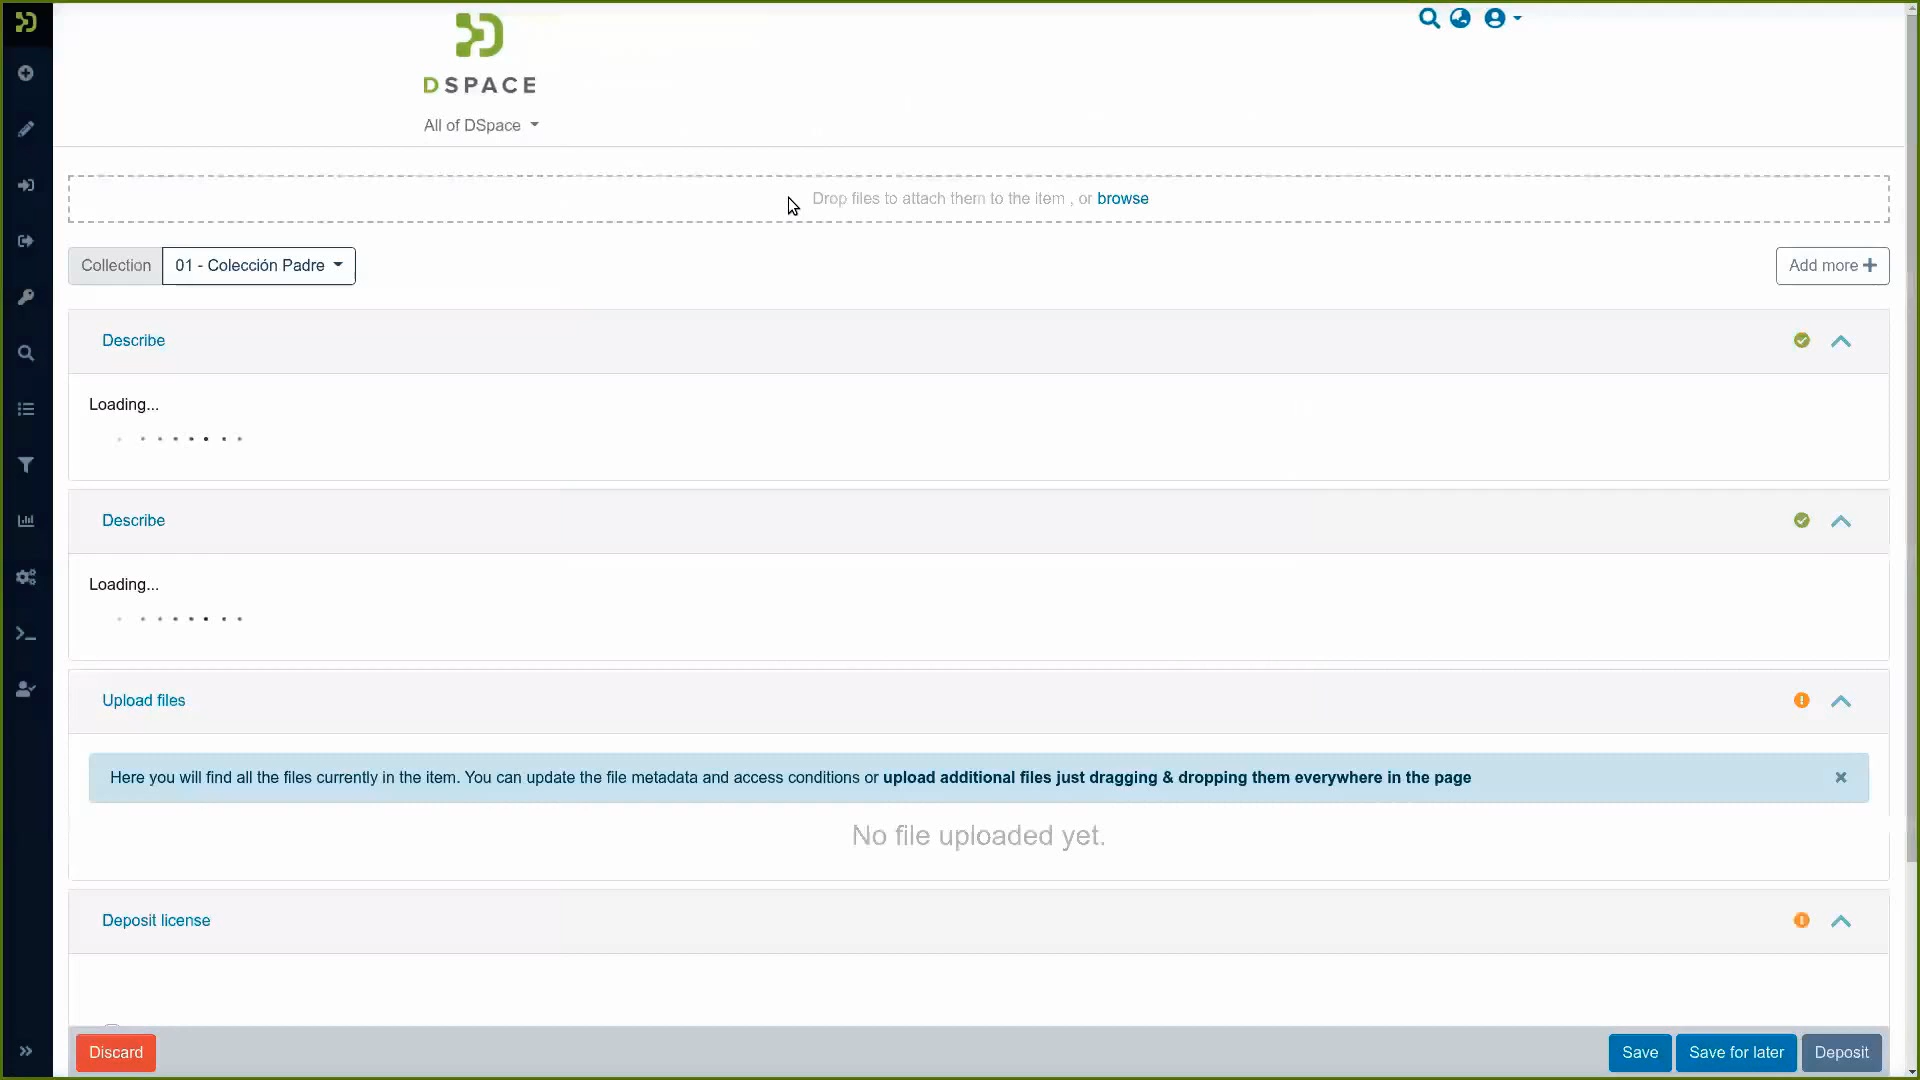 DSPACE
All of DSpace
Drop files to attach them to the item , or browse
Collection
01 - Colección Padre
Add more
Describe
Loading...
Describe
Loading...
Upload files
Here you will find all the files currently in the item. You can update the file metadata and access conditions or upload additional files just dragging & dropping them everywhere in the page
No file uploaded yet.
Deposit license
Discard
Save
Save for later
Deposit